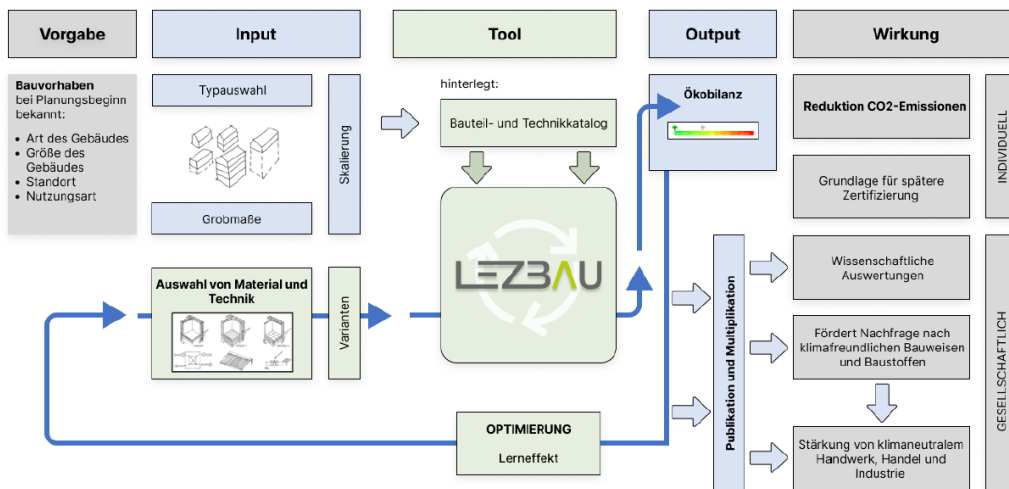 Vorgabe
Input
Tool
Output
Wirkung
Bauvorhaben
bei Planungsbeginn
bekannt:
• Art des Gebäudes
• Größe des
Gebäudes
• Standort
• Nutzungsart
Typauswahl
Grobmaße
Skalierung
hinterlegt:
Bauteil- und Technikkatalog
LEZBAU
Ökobilanz
Reduktion CO2-Emissionen
Grundlage für spätere
Zertifizierung
INDIVIDUELL
Auswahl von Material und
Technik
Varianten
OPTIMIERUNG
Lerneffekt
Publikation und Multiplikation
Wissenschaftliche
Auswertungen
Fördert Nachfrage nach
klimafreundlichen Bauweisen
und Baustoffen
Stärkung von klimaneutralem
Handwerk, Handel und
Industrie
GESELLSCHAFTLICH